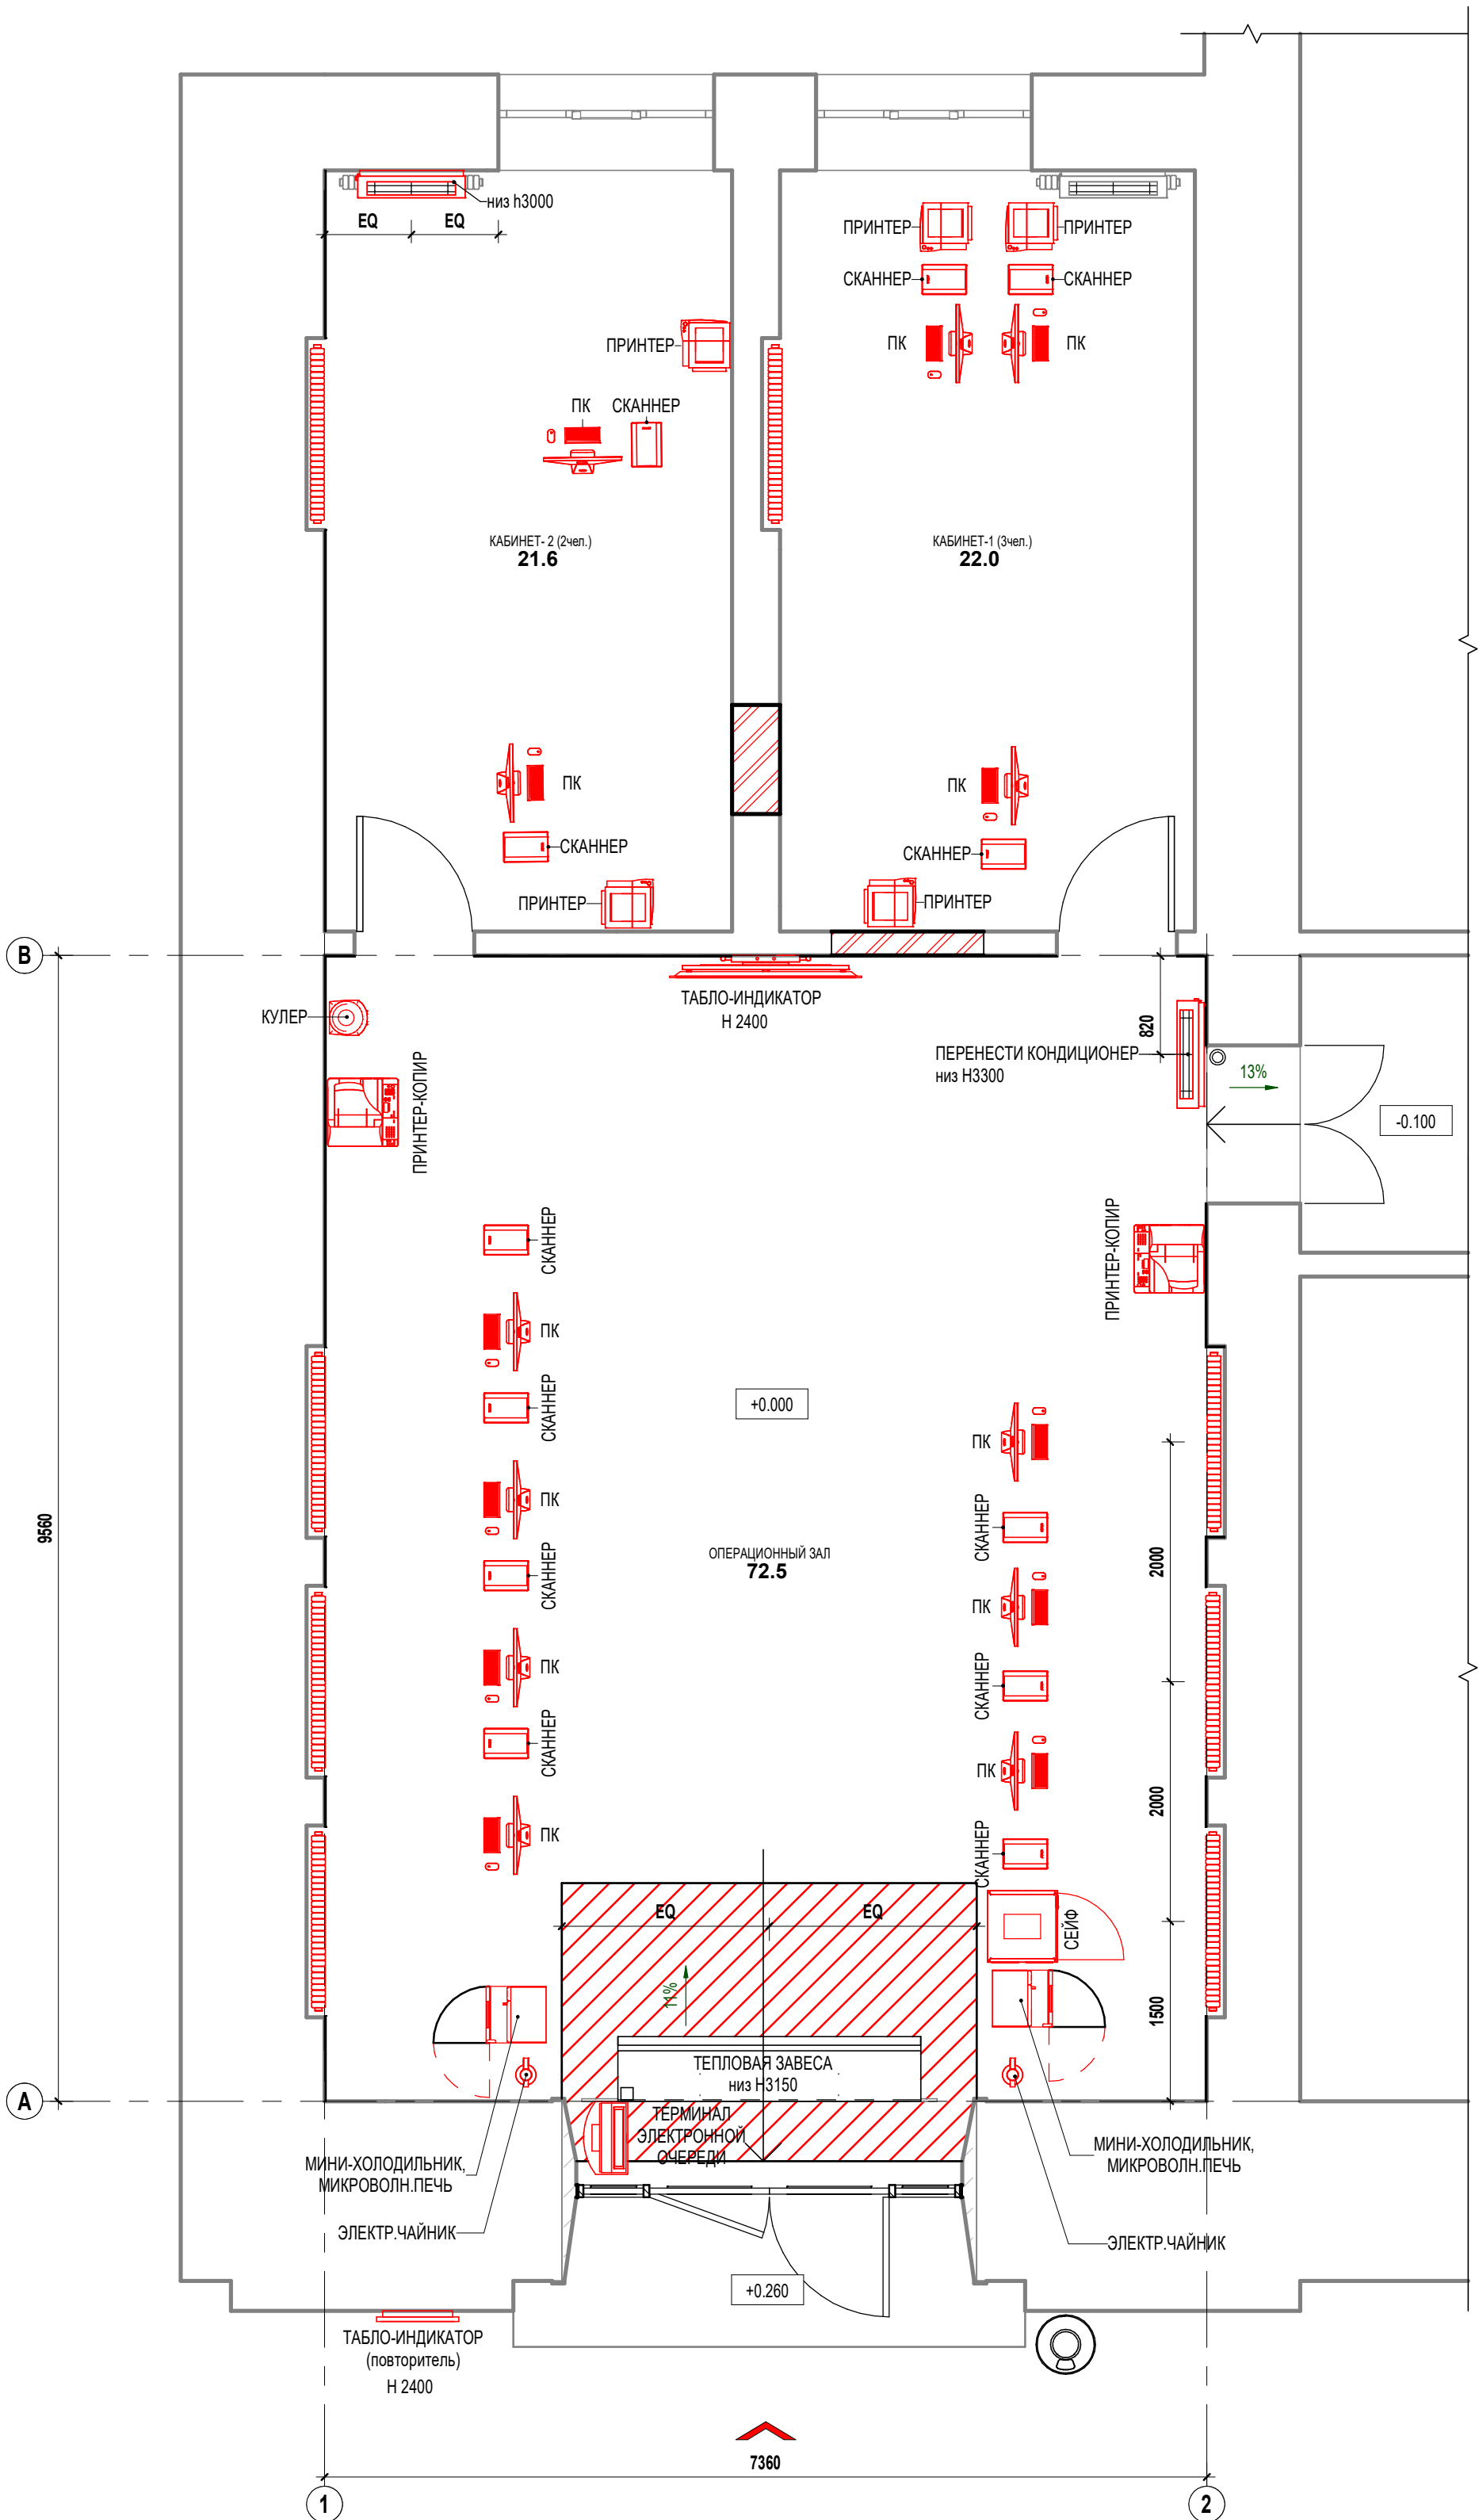 низ h3000
EQ
EQ
ПРИНТЕР
ПРИНТЕР
СКАННЕР
СКАННЕР
ПК
ПК
ПРИНТЕР
ПК
СКАННЕР
КАБИНЕТ- 2 (2чел.)
21.6
КАБИНЕТ-1 (3чел.)
22.0
ПК
СКАННЕР
ПРИНТЕР
ПК
СКАННЕР
ПРИНТЕР
В
КУЛЕР
ТАБЛО-ИНДИКАТОР
Н 2400
820
ПЕРЕНЕСТИ КОНДИЦИОНЕР
низ Н3300
13%
-0.100
ПРИНТЕР-КОПИР
ПРИНТЕР-КОПИР
СКАННЕР
ПК
СКАННЕР
ПК
СКАННЕР
ПК
СКАННЕР
ПК
+0.000
ОПЕРАЦИОННЫЙ ЗАЛ
72.5
ПК
СКАННЕР
ПК
СКАННЕР
ПК
СКАННЕР
2000
2000
1500
9560
EQ
EQ
СЕЙФ
11%
ТЕПЛОВАЯ ЗАВЕСА
низ Н3150
А
ТЕРМИНАЛ
ЭЛЕКТРОННОЙ
ОЧЕРЕДИ
МИНИ-ХОЛОДИЛЬНИК,
МИКРОВОЛН.ПЕЧЬ
МИНИ-ХОЛОДИЛЬНИК,
МИКРОВОЛН.ПЕЧЬ
ЭЛЕКТР.ЧАЙНИК
ЭЛЕКТР.ЧАЙНИК
+0.260
ТАБЛО-ИНДИКАТОР
(повторитель)
Н 2400
7360
1
2